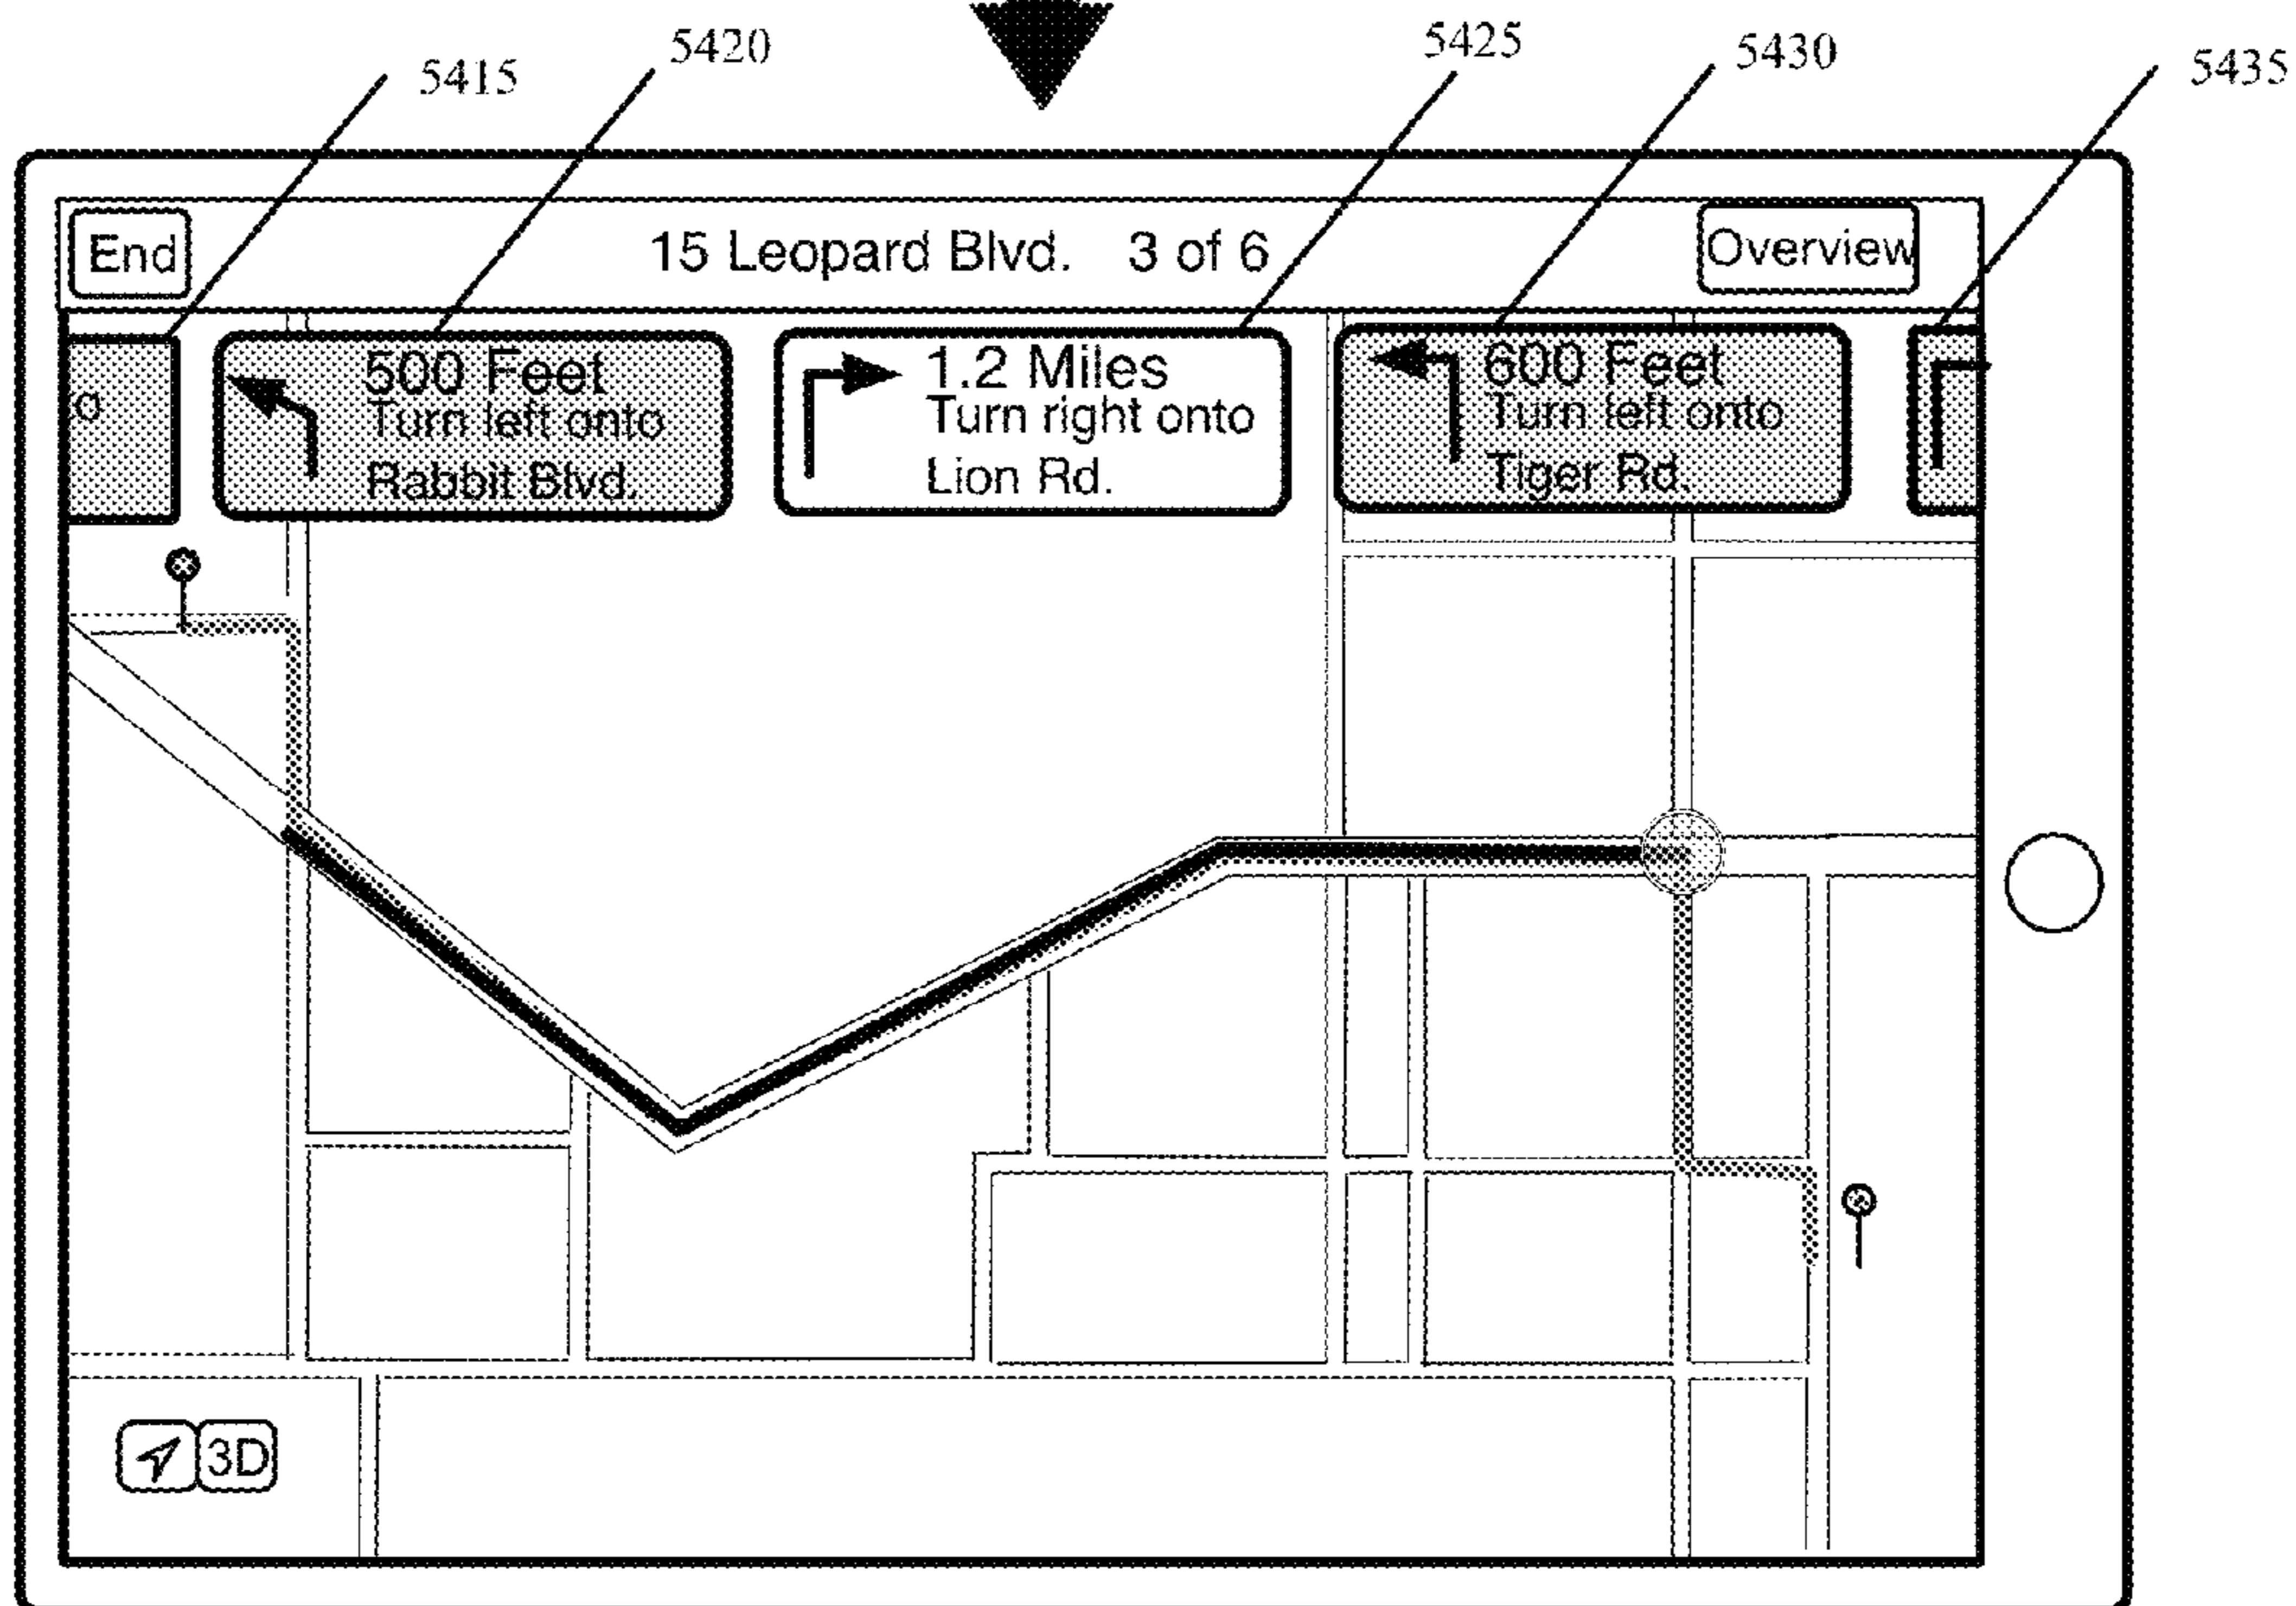 5415
5420
5425
5430
5435
End
15 Leopard Blvd. 3 of 6
Overview
o
500 Feet
Turn left onto
Rabbit Blvd.
1.2 Miles
Turn right onto
Lion Rd.
600 Feet
Turn left onto
Tiger Rd.
3D